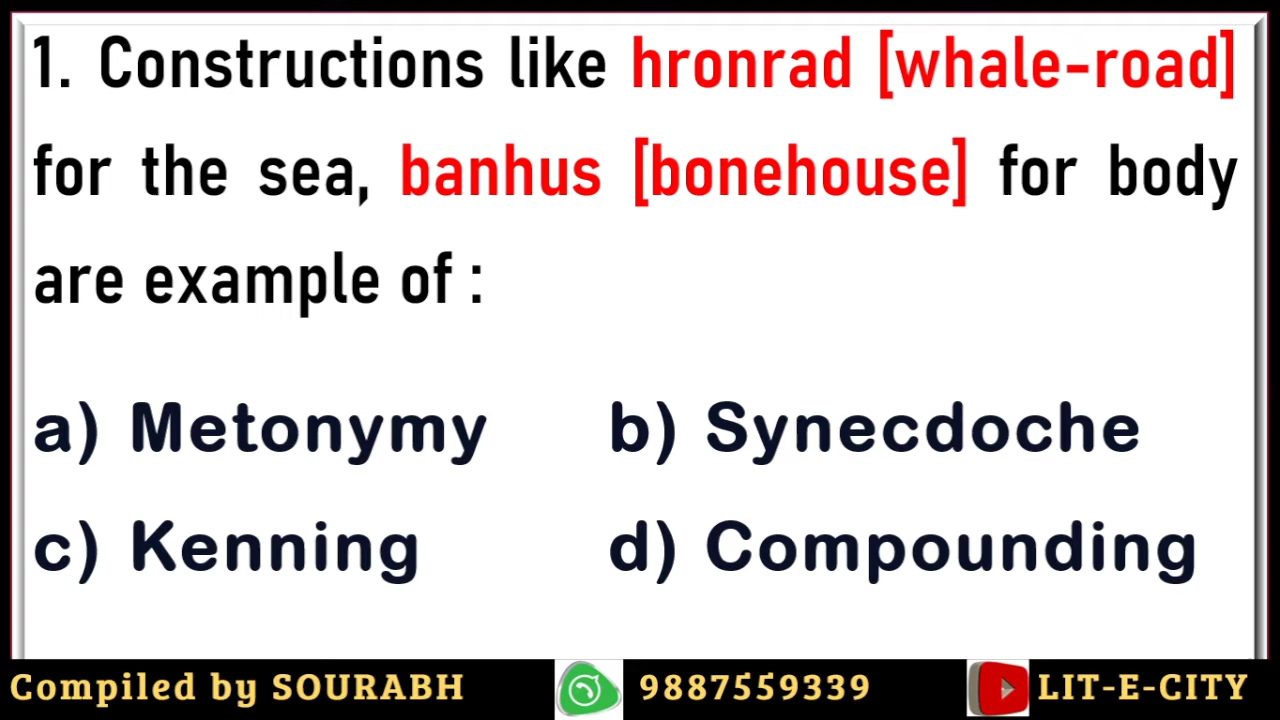 1. Constructions like hronrad [whale-road]
for the sea, banhus [bonehouse] for body
are example of :
a) Metonymy b) Synecdoche
c) Kenning d) Compounding
Compiled by SOURABH 9887559339 LIT-E-CITY